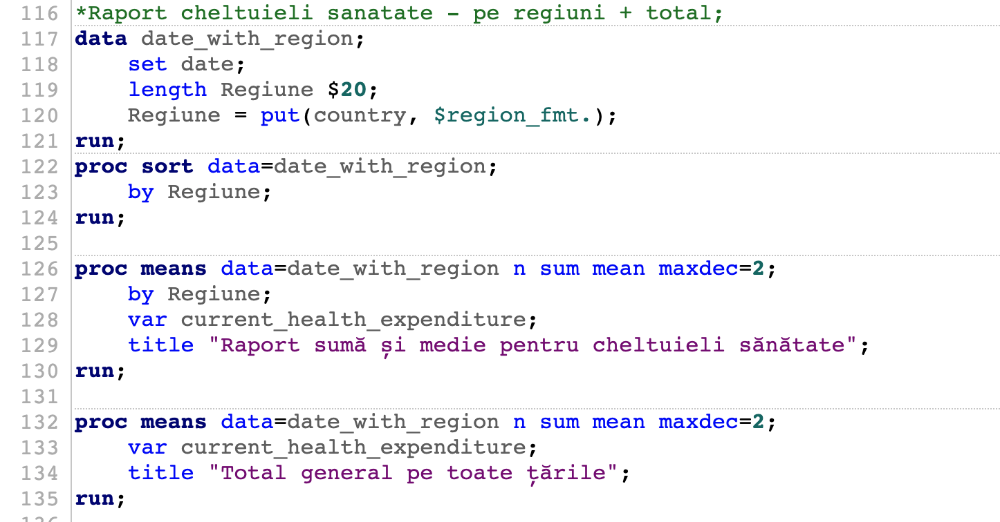 116 *Raport cheltuieli sanatate - pe regiuni + total;
117 data date_with_region;
118     set date;
119     length Regiune $20;
120     Regiune = put(country, $region_fmt.);
121 run;
122 proc sort data=date_with_region;
123     by Regiune;
124 run;
125
126 proc means data=date_with_region n sum mean maxdec=2;
127     by Regiune;
128     var current_health_expenditure;
129     title "Raport sumă și medie pentru cheltuieli sănătate";
130 run;
131
132 proc means data=date_with_region n sum mean maxdec=2;
133     var current_health_expenditure;
134     title "Total general pe toate țările";
135 run;